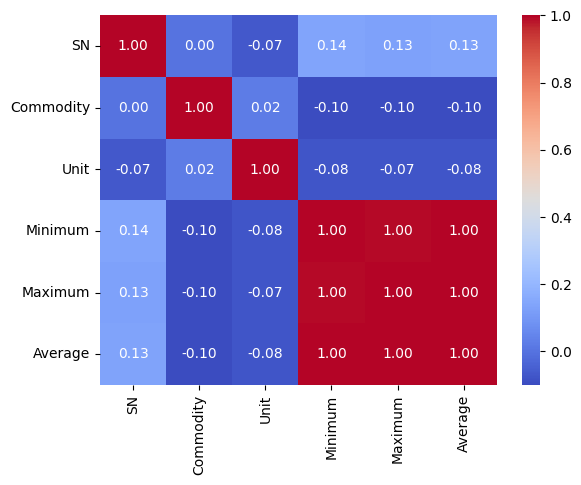 SN 1.00 0.00 -0.07 0.14 0.13 0.13
Commodity 0.00 1.00 0.02 -0.10 -0.10 -0.10
Unit -0.07 0.02 1.00 -0.08 -0.07 -0.08
Minimum 0.14 -0.10 -0.08 1.00 1.00 1.00
Maximum 0.13 -0.10 -0.07 1.00 1.00 1.00
Average 0.13 -0.10 -0.08 1.00 1.00 1.00
SN Commodity Unit Minimum Maximum Average
1.0
0.8
0.6
0.4
0.2
0.0